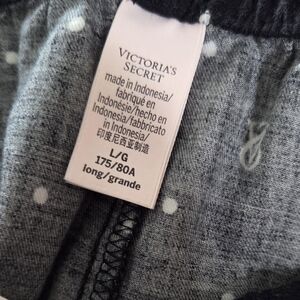 VICTORIA'S
SECRET
made in Indonesia/
fabriqué en
Indonésie/hecho en
Indonesia/fabbricato
in Indonesia/
印度尼西亚制造
L/G
175/80A
long/grande